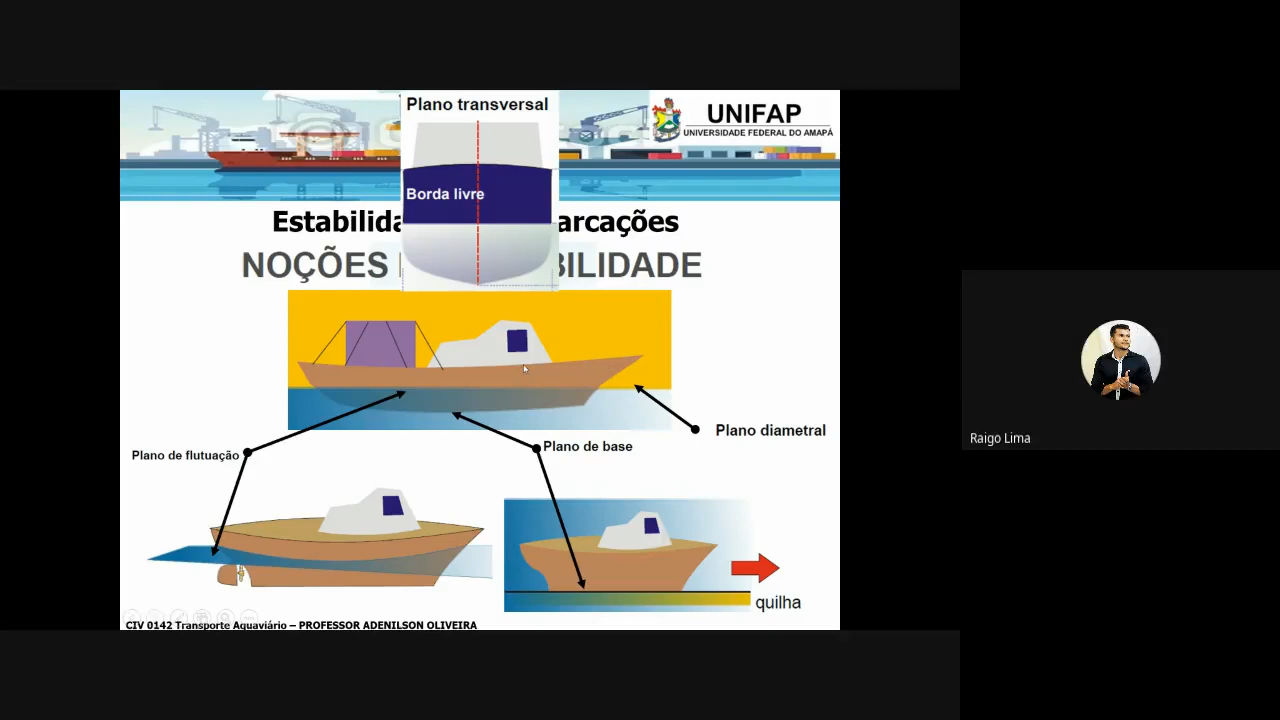 Plano transversal
UNIFAP
UNIVERSIDADE FEDERAL DO AMAPÁ
Borda livre
Estabilida arcações
NOÇÕES BILIDADE
Plano diametral
Plano de flutuação
Plano de base
Raigo Lima
quilha
CIV 0142 Transporte Aquaviário – PROFESSOR ADENILSON OLIVEIRA